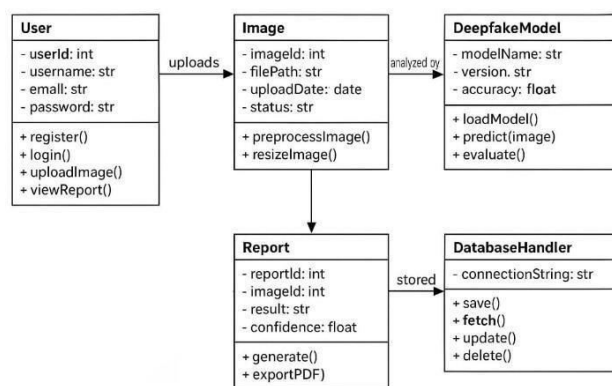 User
- userId: int
- username: str
- emall: str
- password: str
+ register()
+ login()
+ uploadImage()
+ viewReport()
uploads
Image
- imageId: int
- filePath: str
- uploadDate: date
- status: str
+ preprocessImage()
+ resizeImage()
analyzed by
DeepfakeModel
- modelName: str
- version. str
- accuracy: float
+ loadModel()
+ predict(image)
+ evaluate()
Report
- reportId: int
- imageId: int
- result: str
- confidence: float
+ generate()
+ exportPDF)
stored
DatabaseHandler
- connectionString: str
+ save()
+ fetch()
+ update()
+ delete()